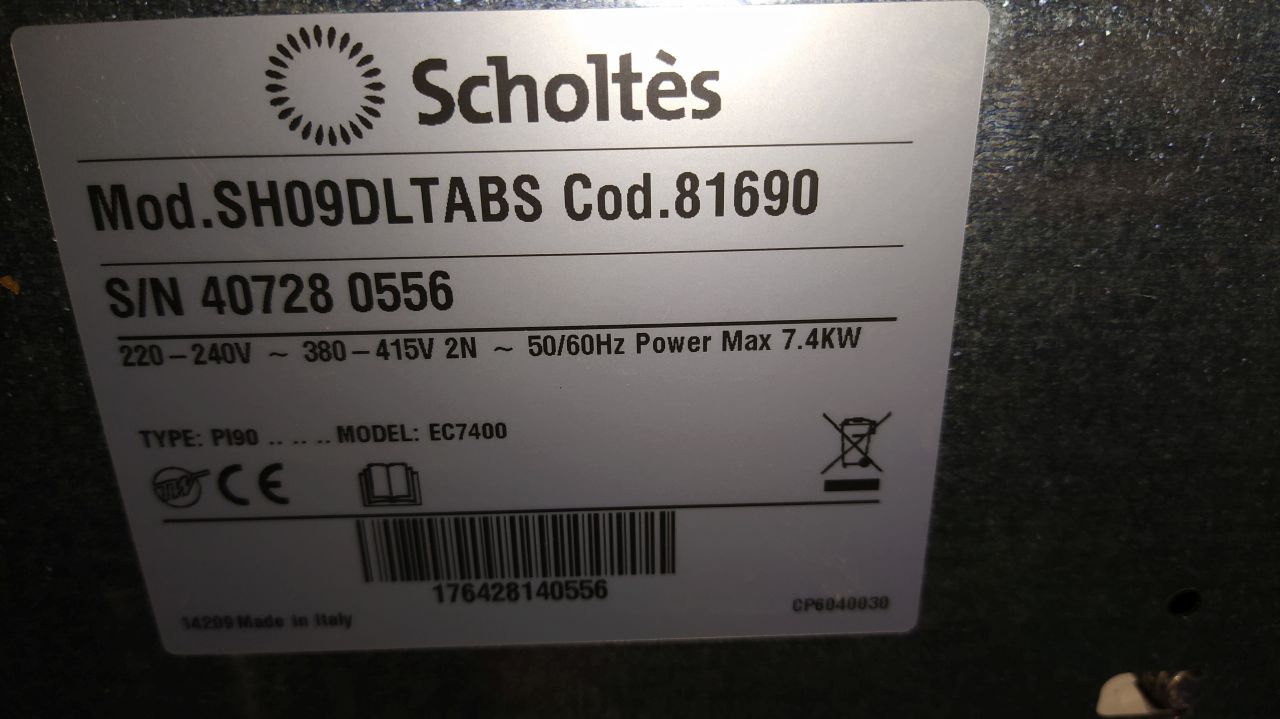 Scholtès
Mod.SH09DLTABS Cod.81690
S/N 40728 0556
220-240V ~ 380-415V 2N ~ 50/60Hz Power Max 7.4KW
TYPE: PI90 .. .. .. MODEL: EC7400
CE
176428140556
14209 Made in Italy
CP6040030